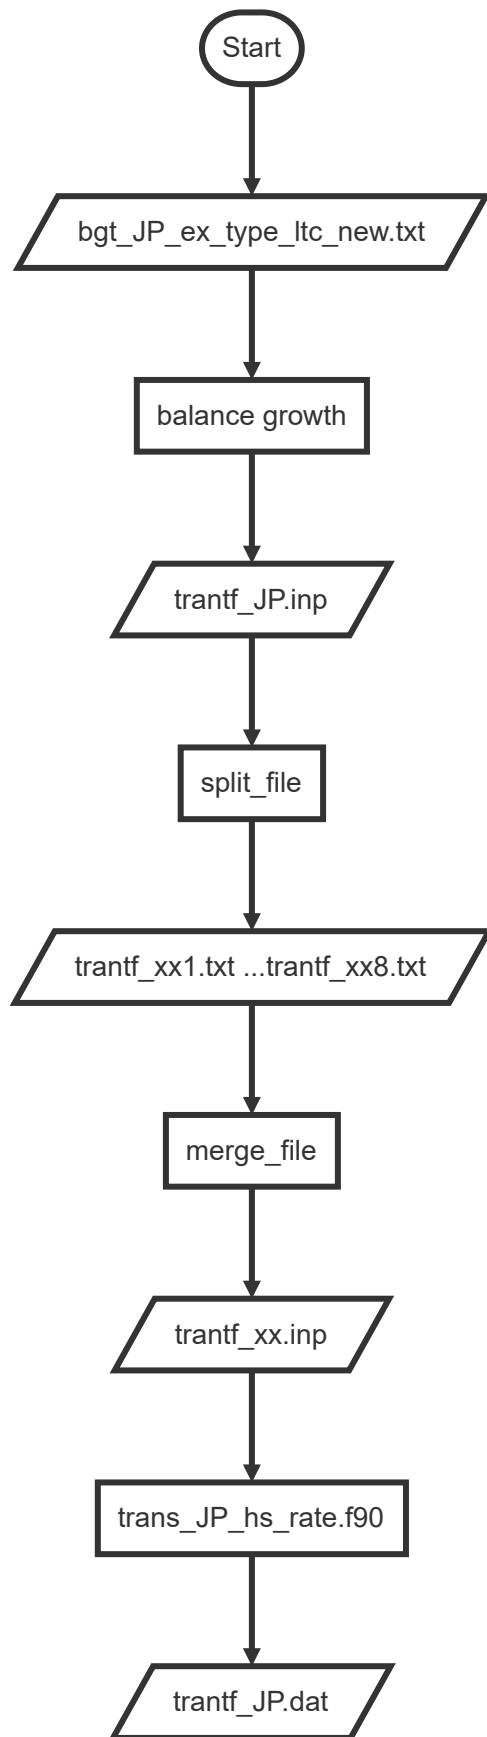 Start
bgt_JP_ex_type_ltc_new.txt
balance growth
trantf_JP.inp
split_file
trantf_xx1.txt ...trantf_xx8.txt
merge_file
trantf_xx.inp
trans_JP_hs_rate.f90
trantf_JP.dat